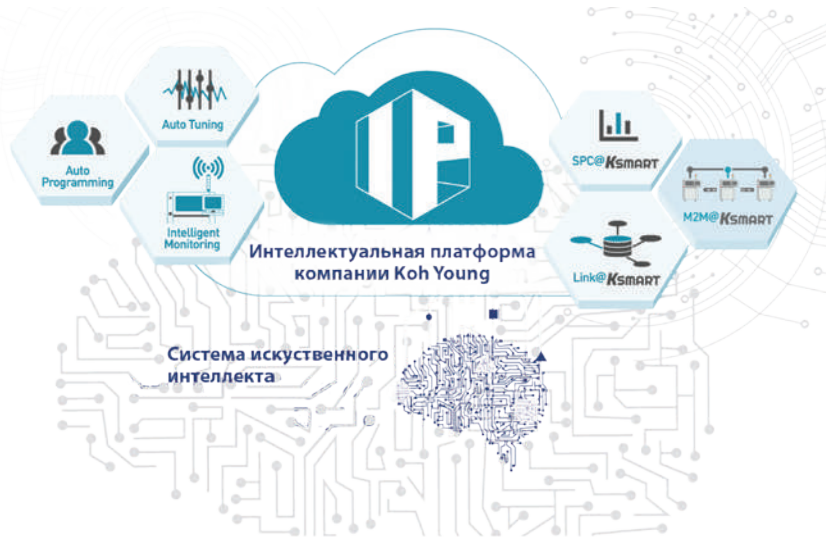 Auto Tuning
Auto
Programming
Intelligent
Monitoring
IP
SPC@KSMART
M2M@KSMART
Link@KSMART
Интеллектуальная платформа
компании Koh Young
Система искуственного
интеллекта